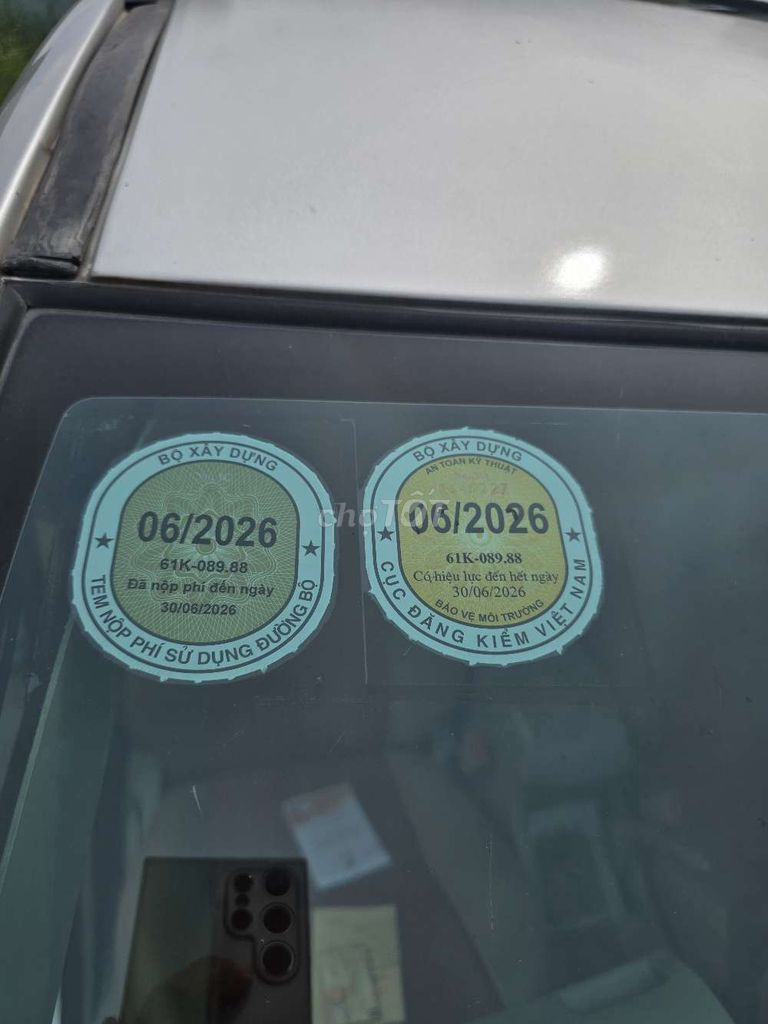 BỘ XÂY DỰNG
06/2026
61K-089.88
Đã nộp phí đến ngày
30/06/2026
TEM NỘP PHÍ SỬ DỤNG ĐƯỜNG BỘ
BỘ XÂY DỰNG
AN TOÀN KỸ THUẬT
06/2026
61K-089.88
Có hiệu lực đến hết ngày
30/06/2026
BẢO VỆ MÔI TRƯỜNG
CỤC ĐĂNG KIỂM VIỆT NAM
choTỐT